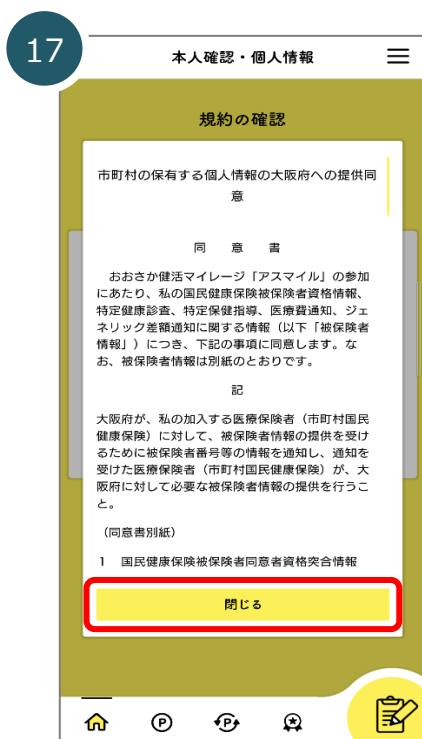 17
本人確認・個人情報
規約の確認
市町村の保有する個人情報の大阪府への提供同
意
同 意 書
おおさか健活マイレージ「アスマイル」の参加
にあたり、私の国民健康保険被保険者資格情報、
特定健康診査、特定保健指導、医療費通知、ジェ
ネリック差額通知に関する情報（以下「被保険者
情報」）につき、下記の事項に同意します。な
お、被保険者情報は別紙のとおりです。
記
大阪府が、私の加入する医療保険者（市町村国民
健康保険）に対して、被保険者情報の提供を受け
るために被保険者番号等の情報を通知し、通知を
受けた医療保険者（市町村国民健康保険）が、大
阪府に対して必要な被保険者情報の提供を行うこ
と。
（同意書別紙）
1 国民健康保険被保険者同意者資格突合情報
閉じる
P
P